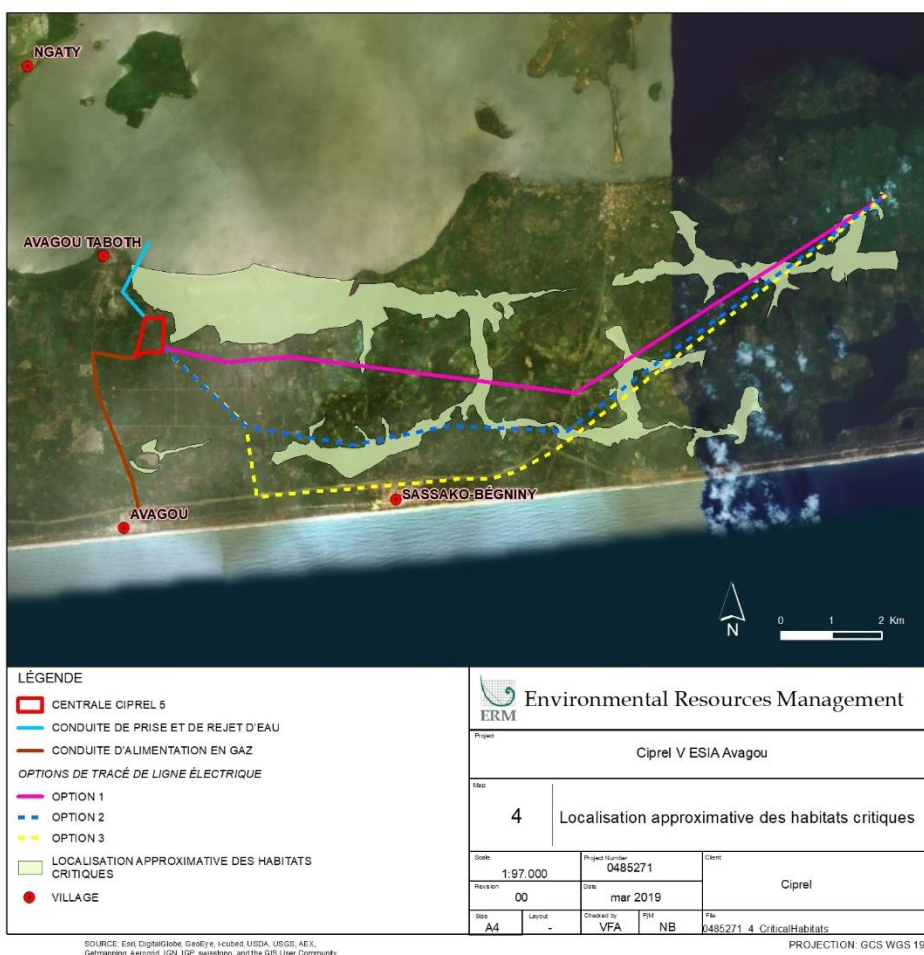 NGATY
AVAGOU TABOTH
SASSAKO-BÉGNINY
AVAGOU
N
0 1 2 Km
LÉGENDE
CENTRALE CIPREL 5
CONDUITE DE PRISE ET DE REJET D'EAU
CONDUITE D'ALIMENTATION EN GAZ
OPTIONS DE TRACÉ DE LIGNE ÉLECTRIQUE
OPTION 1
OPTION 2
OPTION 3
LOCALISATION APPROXIMATIVE DES HABITATS
CRITIQUES
VILLAGE
ERM
Environmental Resources Management
Project
Ciprel V ESIA Avagou
Map
4 Localisation approximative des habitats critiques
Scale
1:97.000
Project Number
0485271
Client
Ciprel
Revision
00
Date
mar 2019
Size
A4
Layout
-
Checked by
VFA
PJM
NB
File
0485271_4_CriticalHabitats
SOURCE: Esri, DigitalGlobe, GeoEye, i-cubed, USDA, USGS, AEX,
Getmapping, Aerogrid, IGN, IGP, swisstopo, and the GIS User Community
PROJECTION: GCS WGS 19